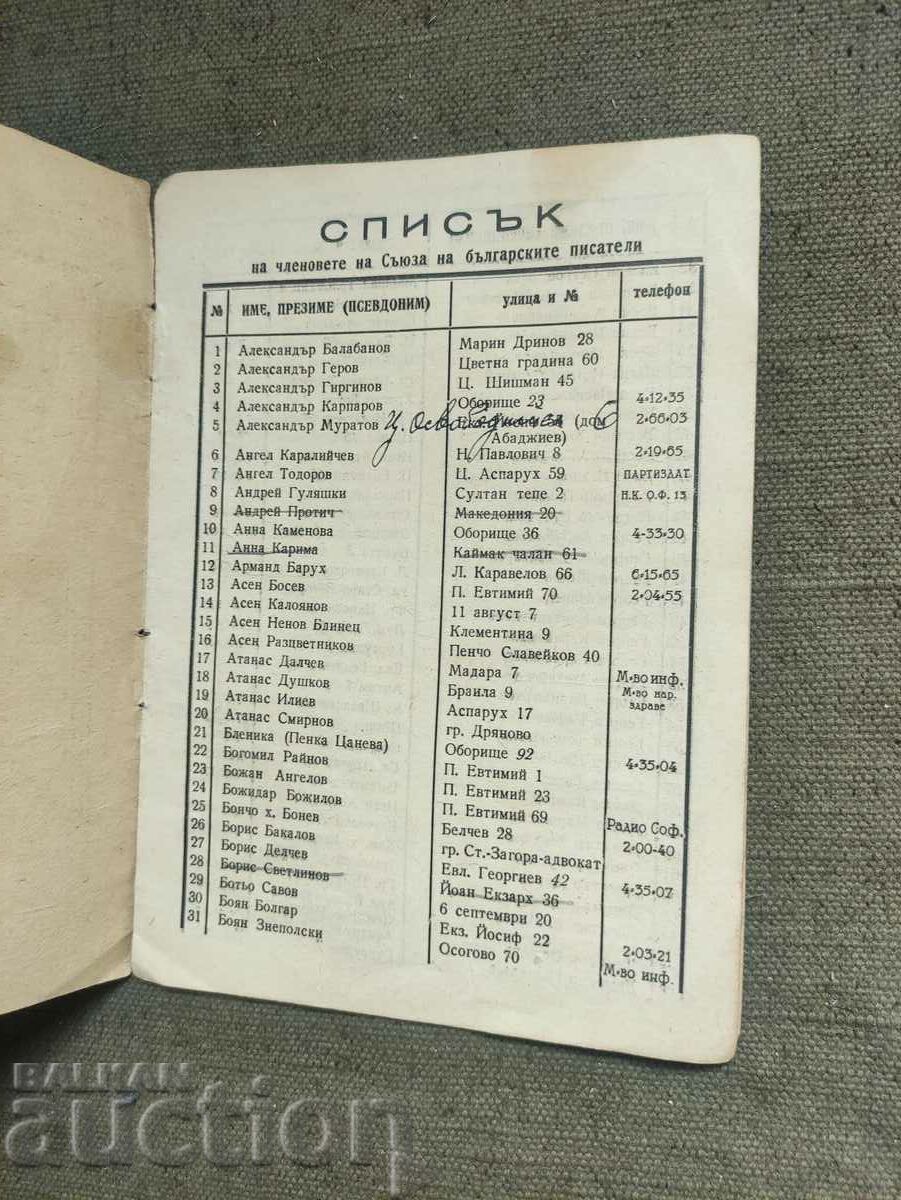 СПИСЪК
на членовете на Съюза на българските писатели
№ ИМЕ, ПРЕЗИМЕ (ПСЕВДОНИМ) улица и № телефон
1 Александър Балабанов Марин Дринов 28
2 Александър Геров Цветна градина 60
3 Александър Гиргинов Ц. Шишман 45
4 Александър Карпаров Оборище 23 4-12-35
5 Александър Муратов (дом 6 2-66-03
Абаджиев)
6 Ангел Каралийчев Н. Павлович 8 2-19-65
7 Ангел Тодоров Ц. Аспарух 59 ПАРТИЗДАТ
8 Андрей Гуляшки Султан тепе 2 Н.К. О.Ф. 13
9 Андрей Протич Македония 20
10 Анна Каменова Оборище 36 4-33-30
11 Анна Карима Каймак чалан 61
12 Арманд Барух Л. Каравелов 66 6-15-65
13 Асен Босев П. Евтимий 70 2-04-55
14 Асен Калоянов 11 август 7
15 Асен Ненов Блинец Клементина 9
16 Асен Разцветников Пенчо Славейков 40
17 Атанас Далчев Мадара 7 М-во инф.
18 Атанас Душков Браила 9 М-во нар. здраве
19 Атанас Илиев Аспарух 17
20 Атанас Смирнов гр. Дряново
21 Бленика (Пенка Цанева) Оборище 92 4-35-04
22 Богомил Райнов П. Евтимий 1
23 Божан Ангелов П. Евтимий 23
24 Божидар Божилов П. Евтимий 69
25 Бончо х. Бонев Белчев 28 Радио Соф.
26 Борис Бакалов гр. Ст.-Загора-адвокат 2-00-40
27 Борис Делчев Евл. Георгиев 42 4-35-07
28 Борис Светлинов Йоан Екзарх 36
29 Ботьо Савов 6 септември 20
30 Боян Болгар Екз. Йосиф 22 2-03-21
31 Боян Знеполски Осогово 70 М-во инф.
BALKAN
auction